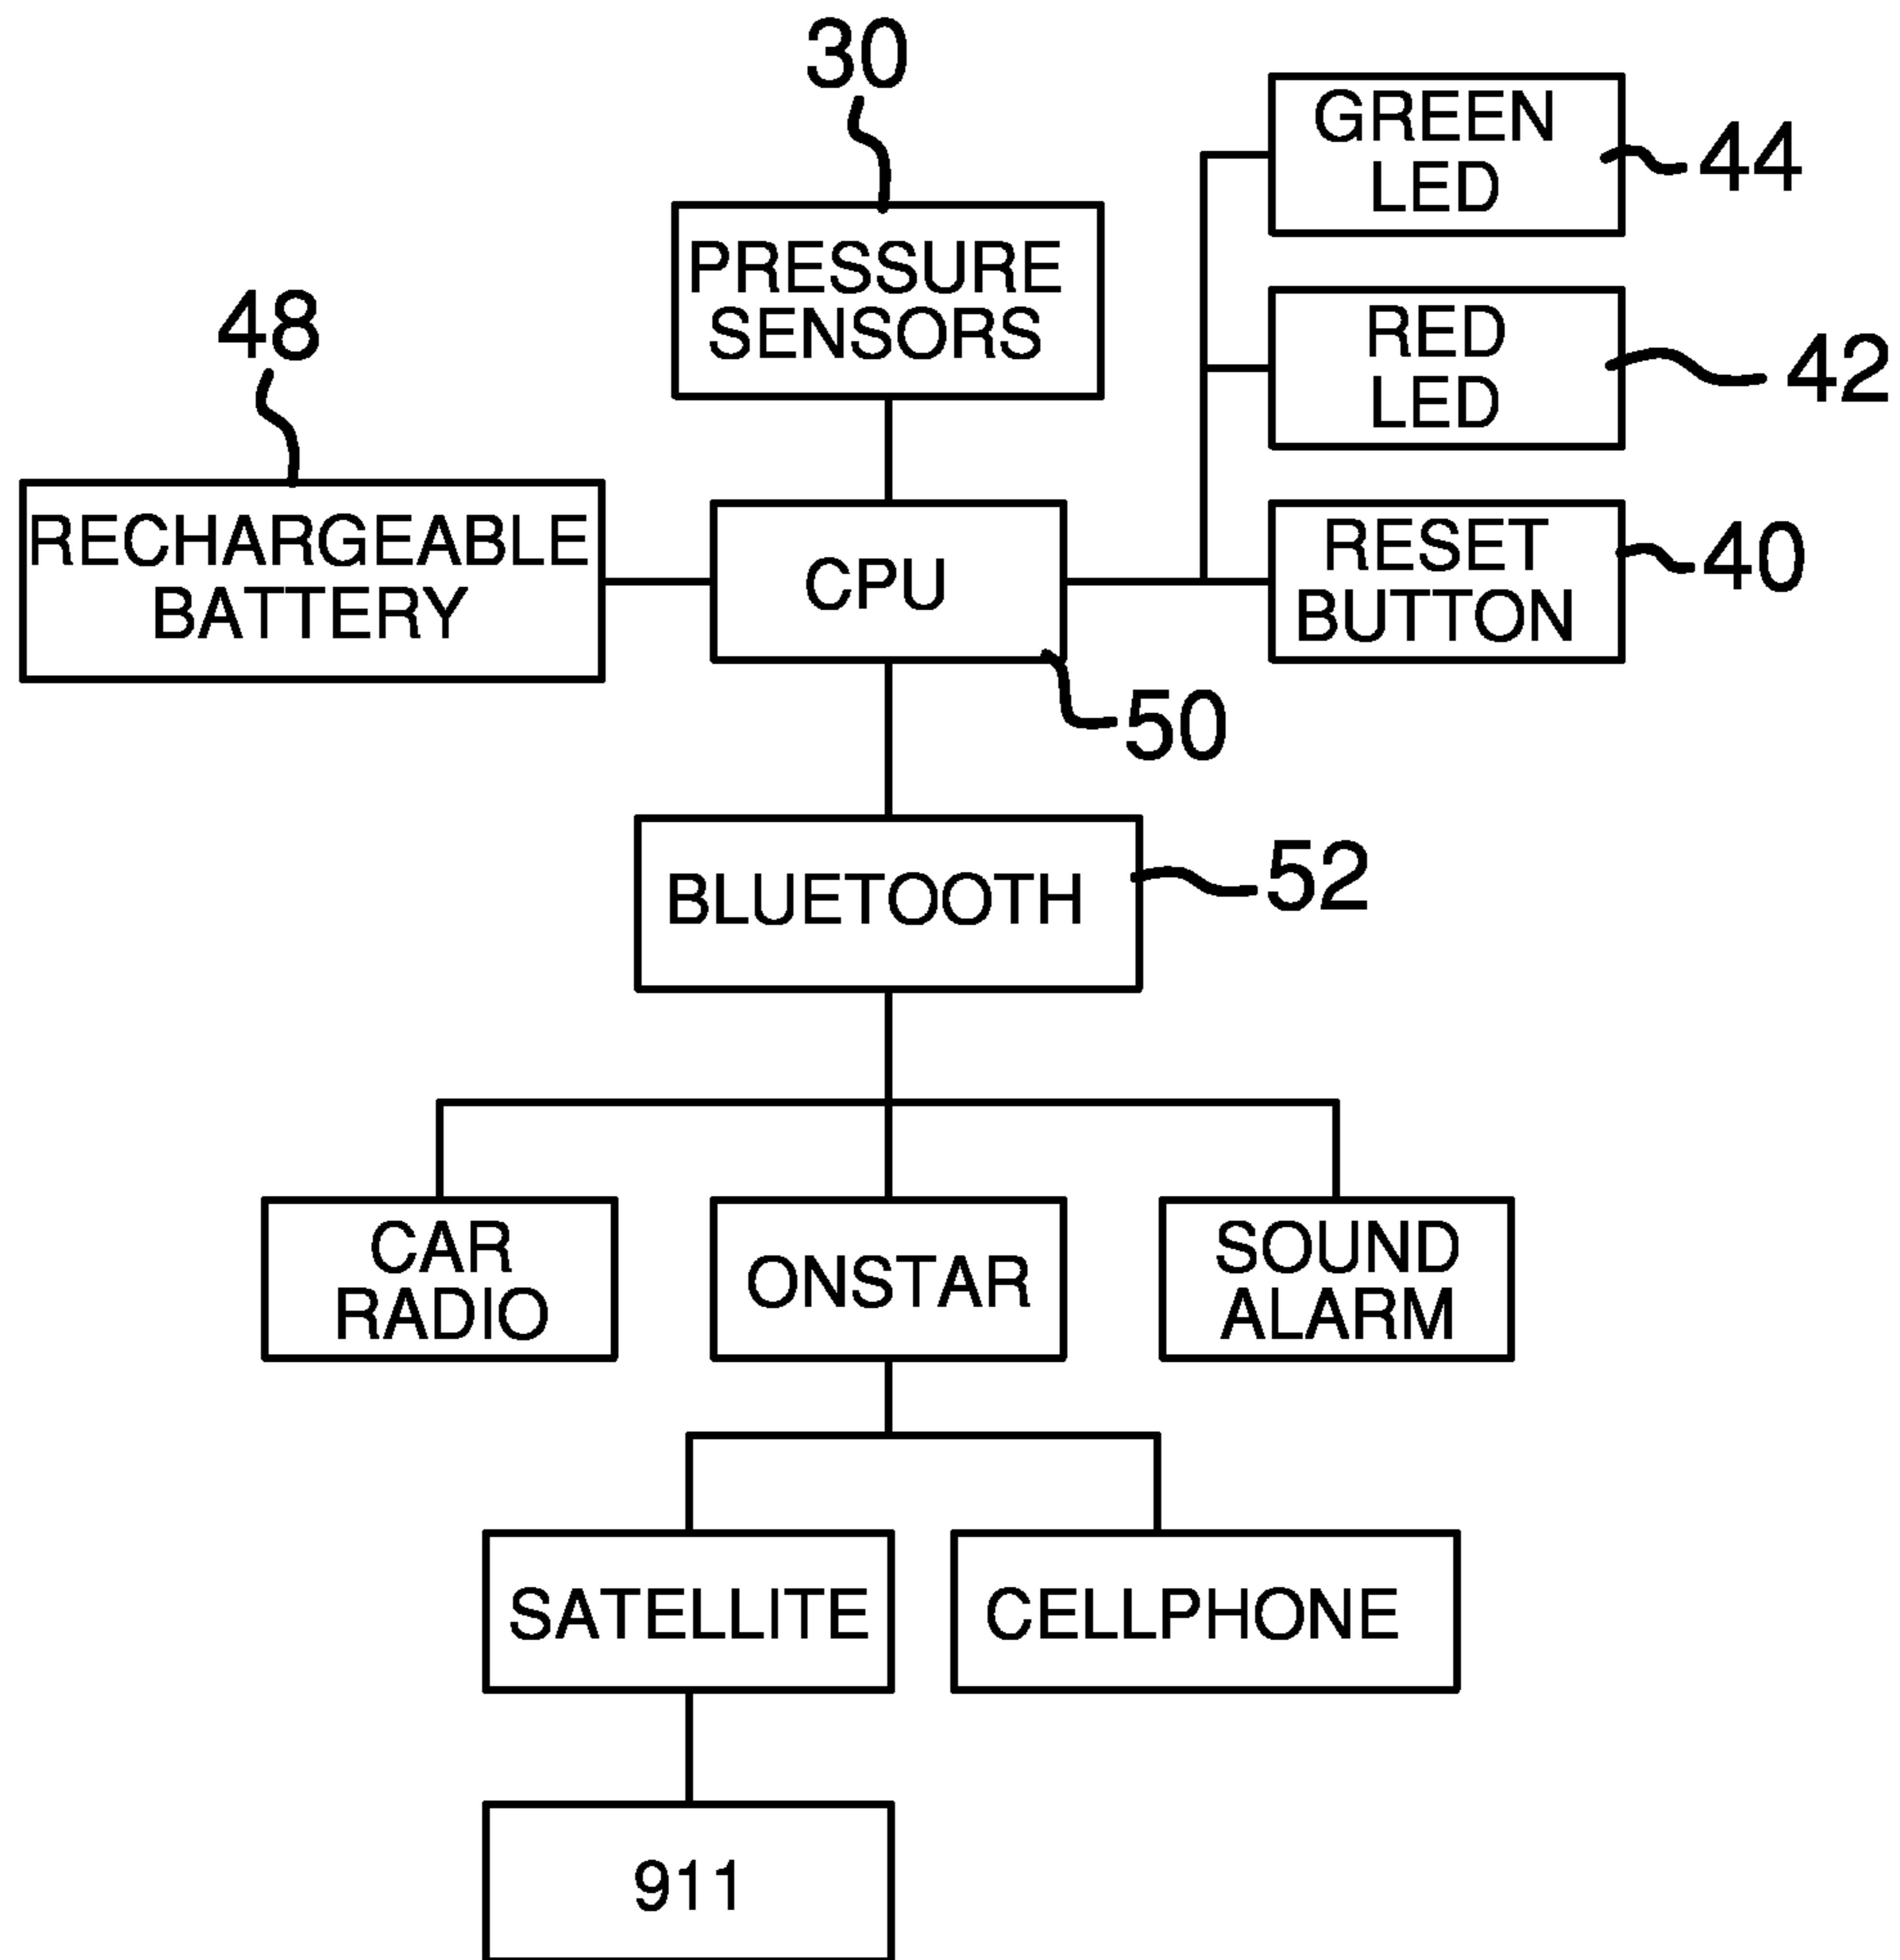 30
GREEN
LED
44
PRESSURE
SENSORS
48
RED
LED
42
RECHARGEABLE
BATTERY
CPU
RESET
BUTTON
40
50
BLUETOOTH
52
CAR
RADIO
ONSTAR
SOUND
ALARM
SATELLITE
CELLPHONE
911